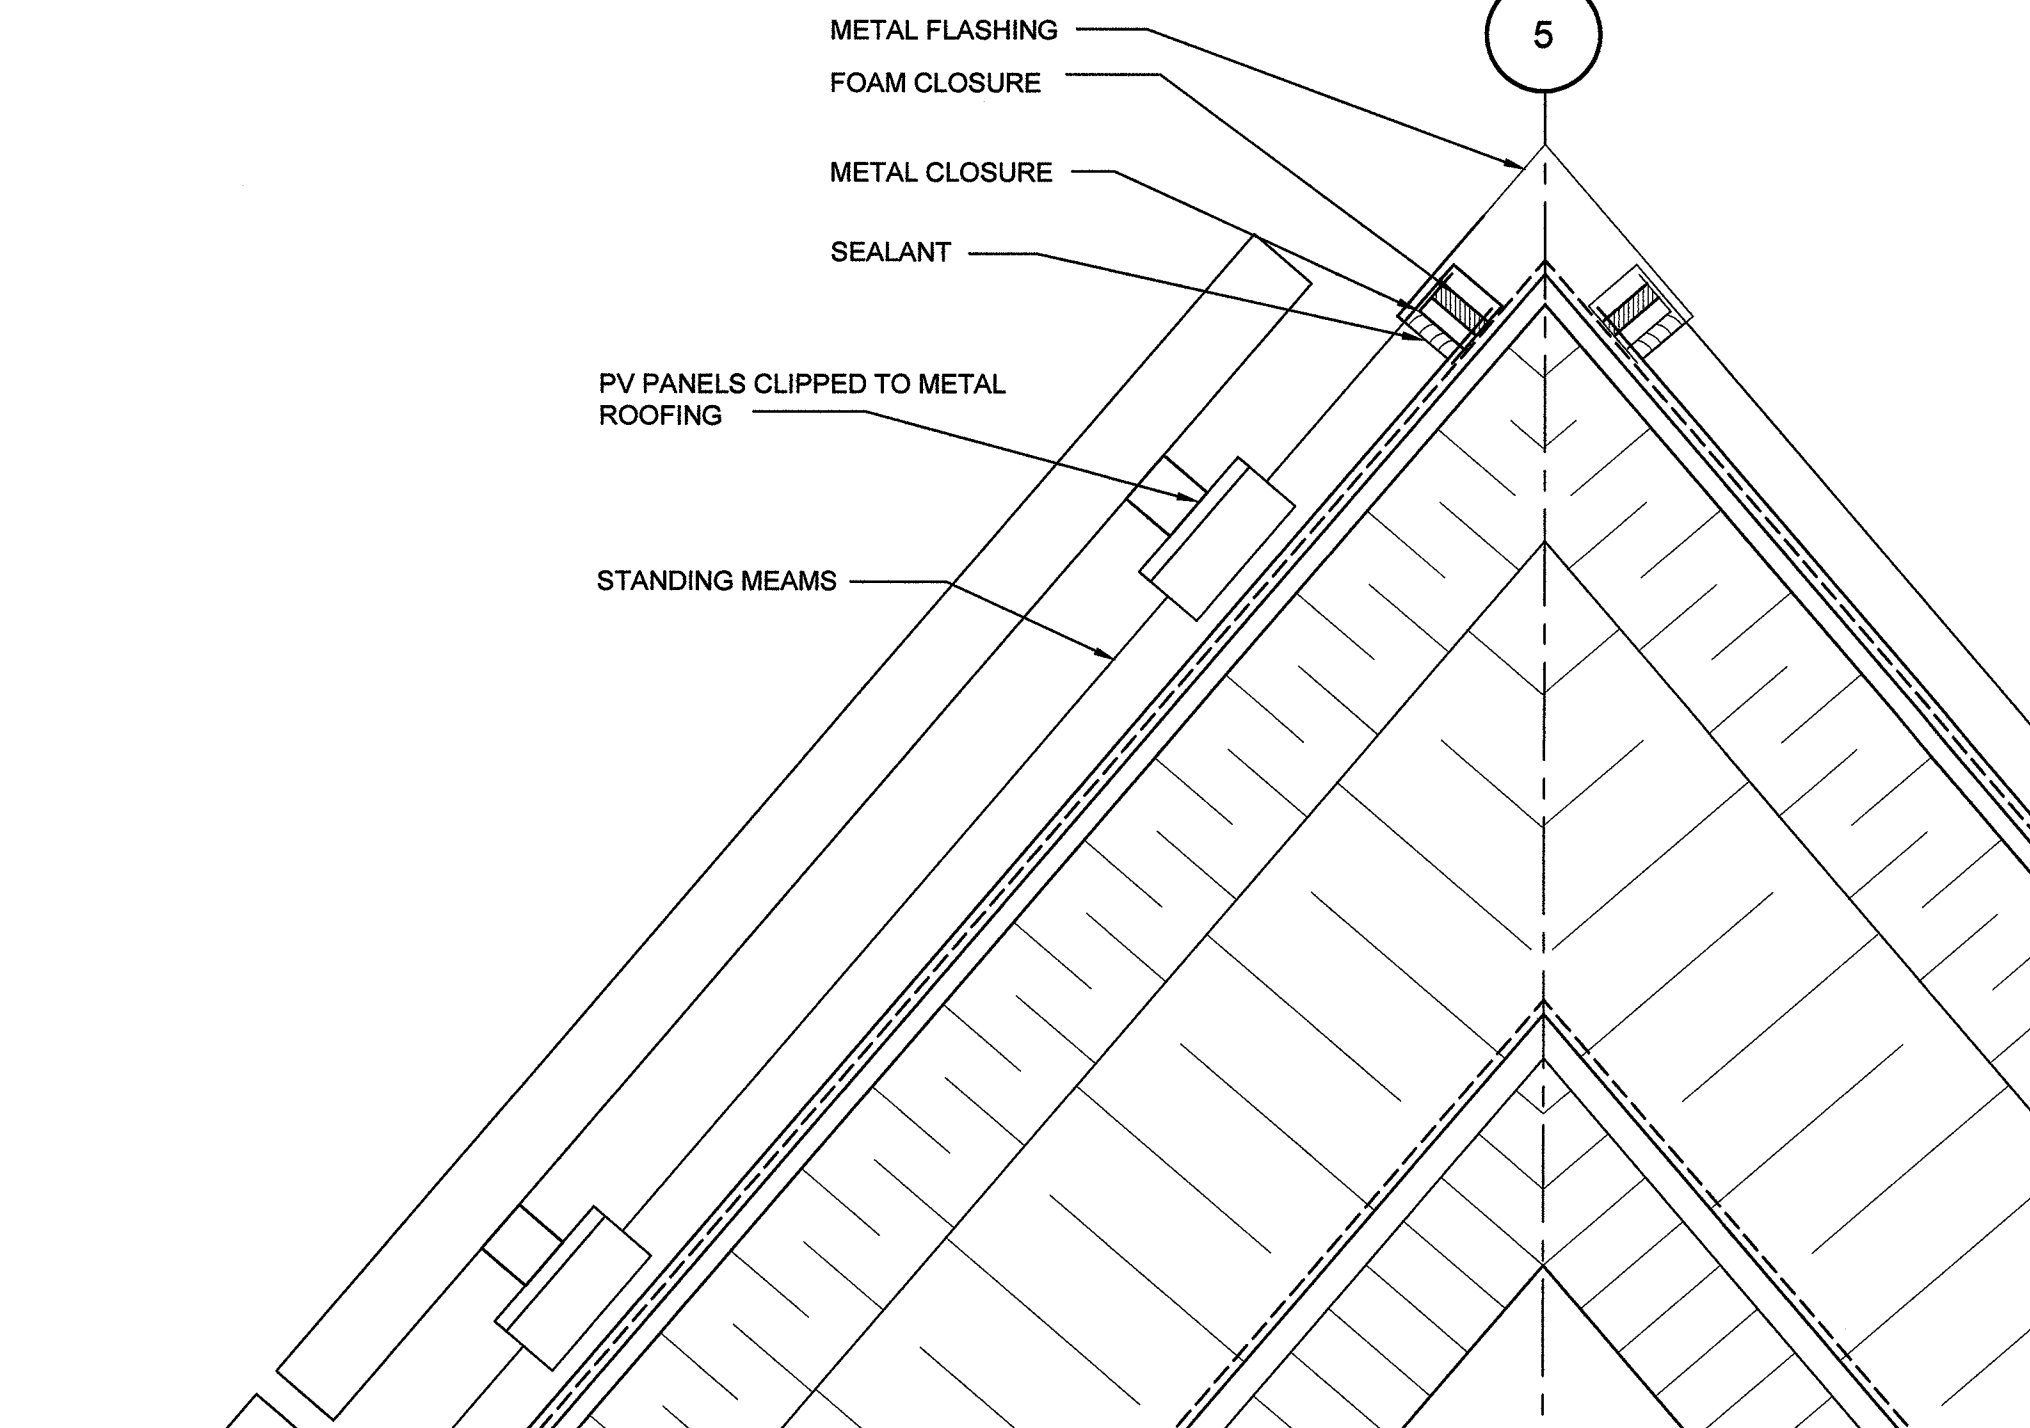 METAL FLASHING
5
FOAM CLOSURE
METAL CLOSURE
SEALANT
PV PANELS CLIPPED TO METAL
ROOFING
STANDING MEAMS